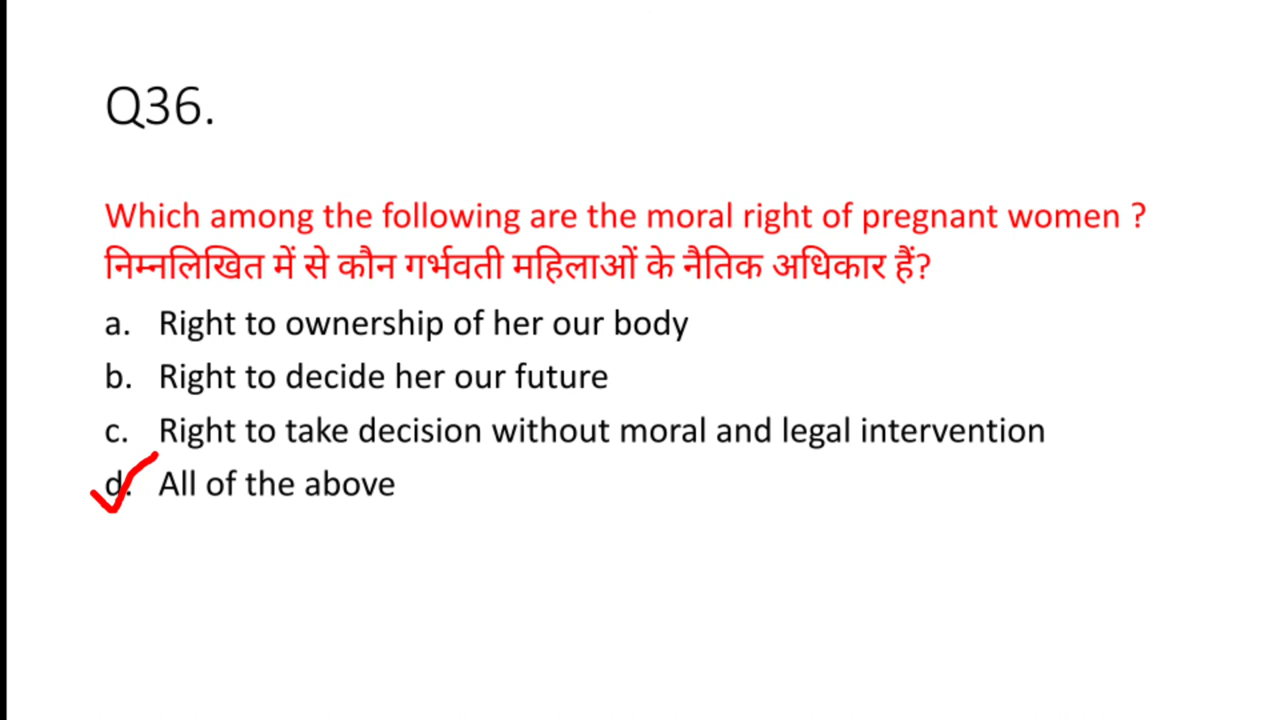 Q36.
Which among the following are the moral right of pregnant women ?
निम्नलिखित में से कौन गर्भवती महिलाओं के नैतिक अधिकार हैं?
a. Right to ownership of her our body
b. Right to decide her our future
c. Right to take decision without moral and legal intervention
d. All of the above